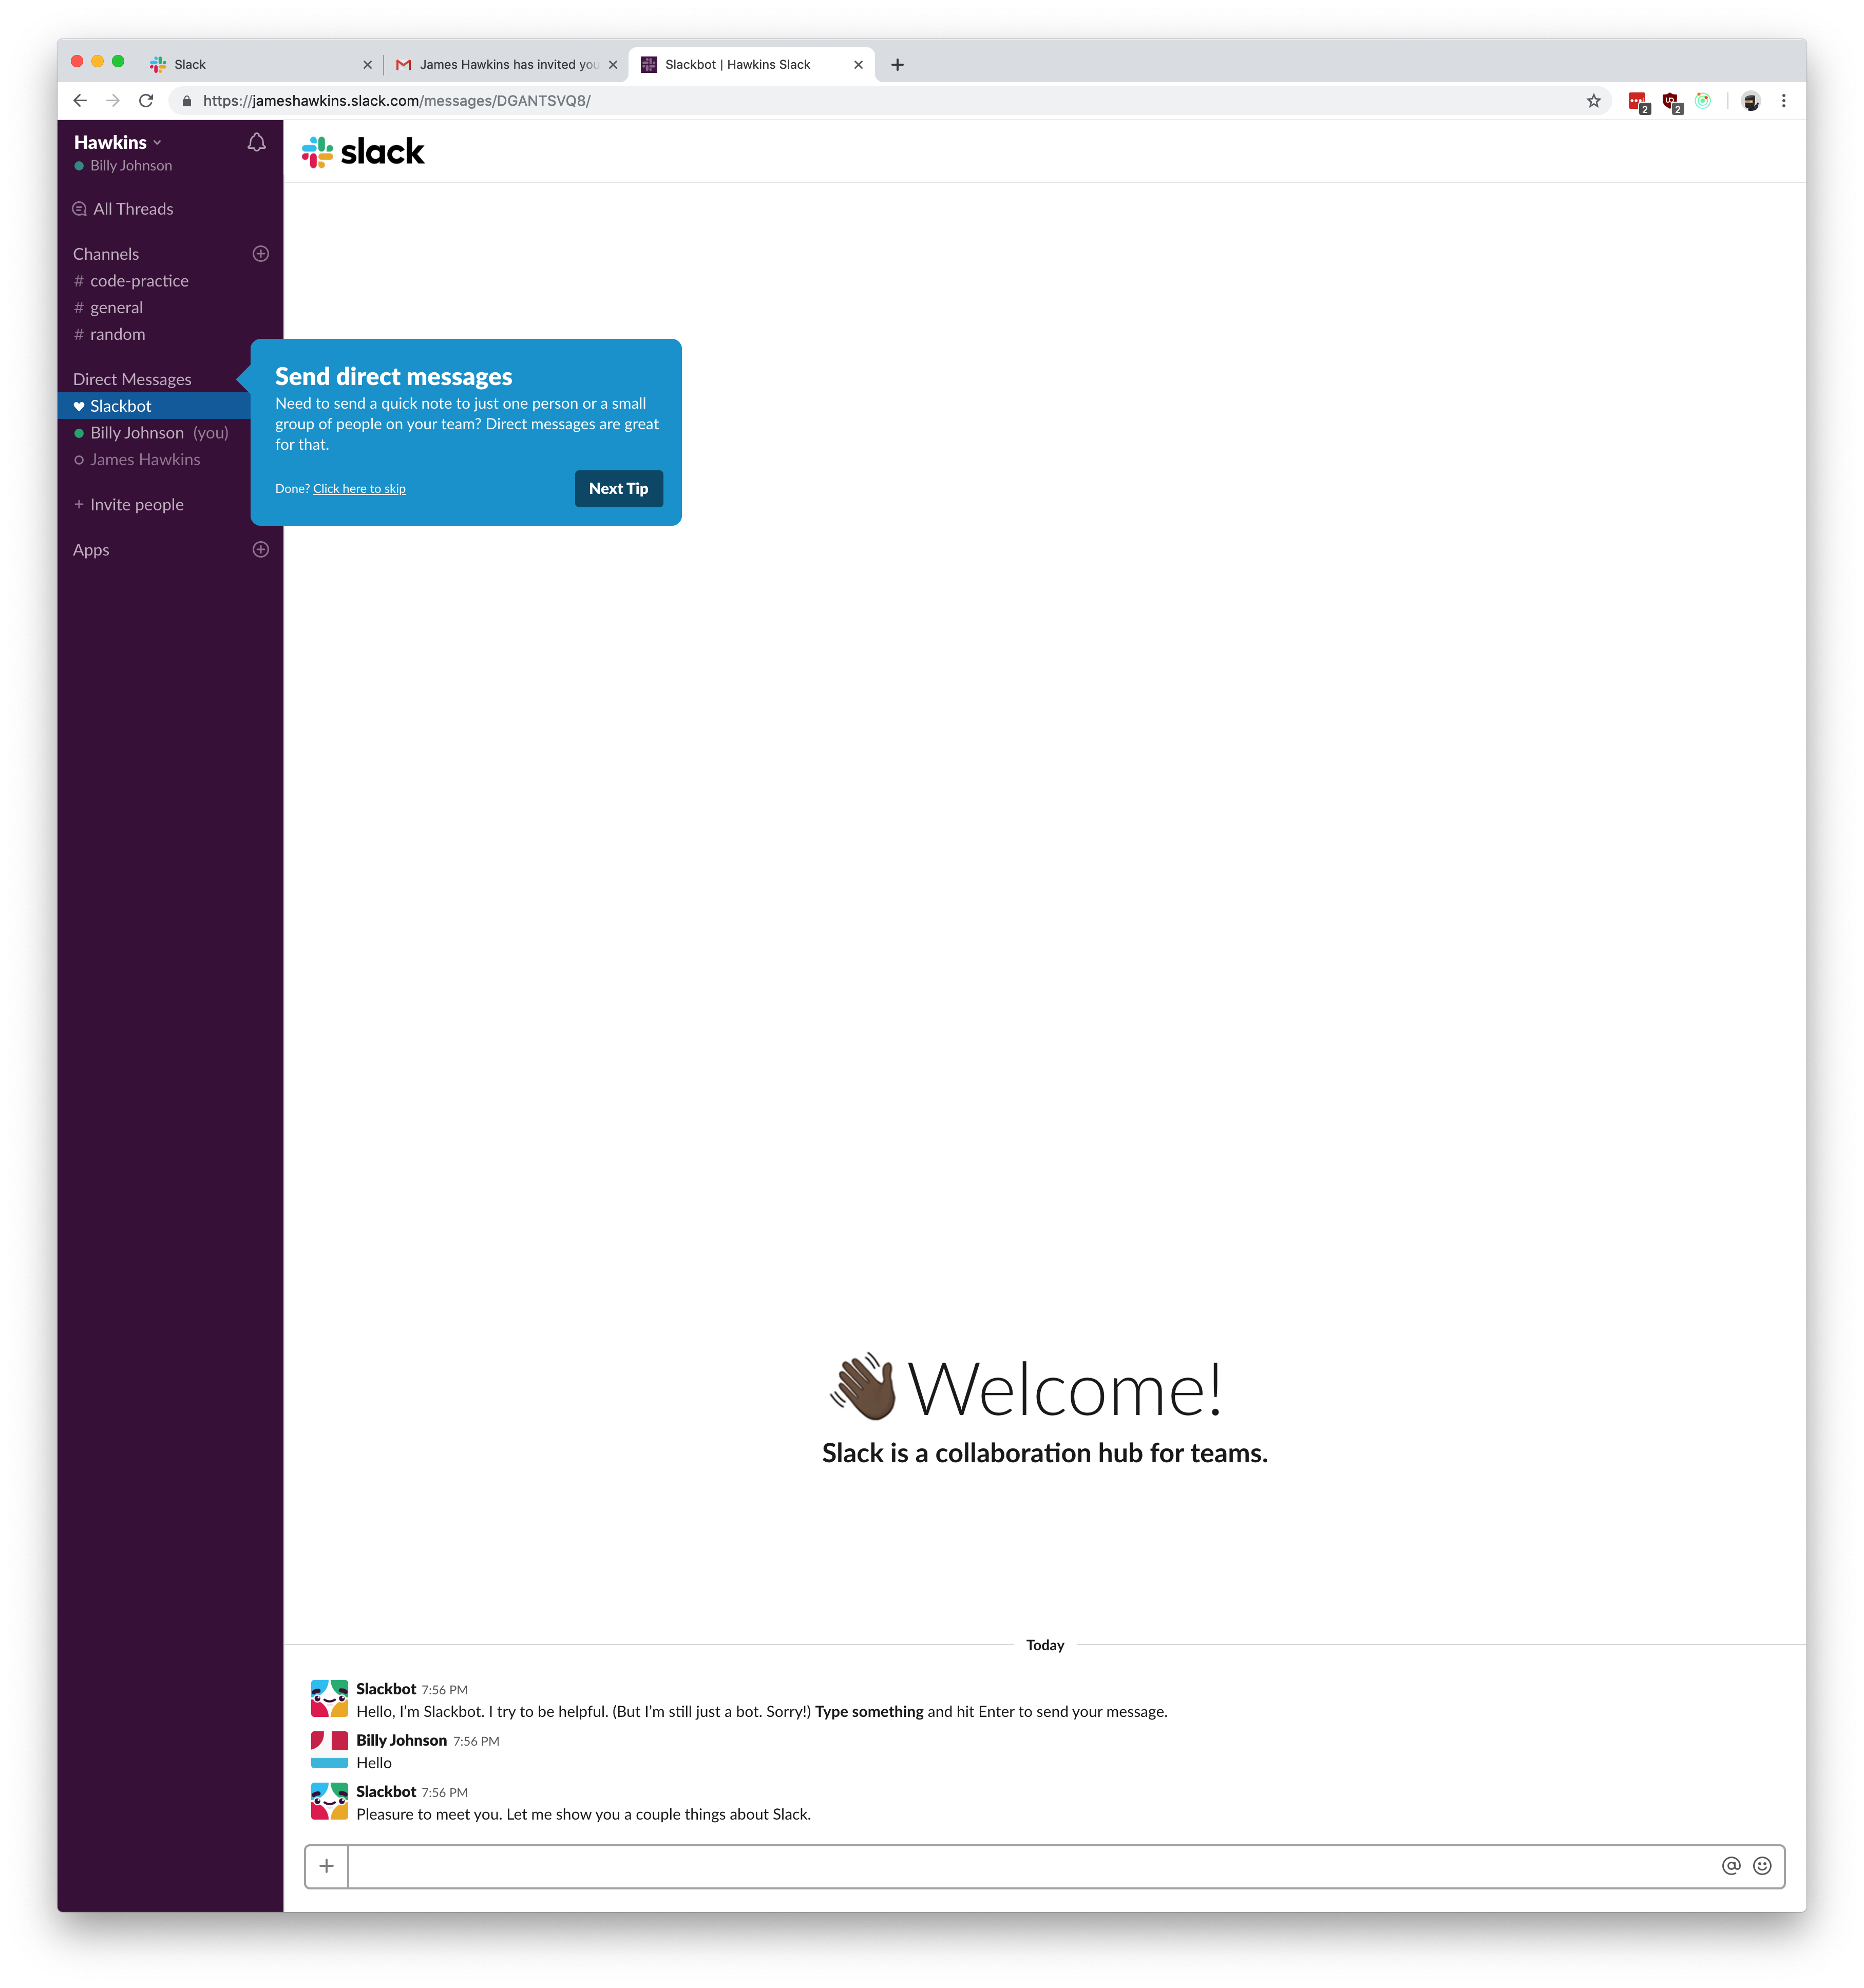 Slack
James Hawkins has invited you
Slackbot | Hawkins Slack
https://jameshawkins.slack.com/messages/DGANTSVQ8/
2
2
Hawkins
Billy Johnson
All Threads
Channels
# code-practice
# general
# random
Direct Messages
Slackbot
Billy Johnson (you)
James Hawkins
+ Invite people
Apps
slack
Send direct messages
Need to send a quick note to just one person or a small
group of people on your team? Direct messages are great
for that.
Done? Click here to skip
Next Tip
Welcome!
Slack is a collaboration hub for teams.
Today
Slackbot 7:56 PM
Hello, I'm Slackbot. I try to be helpful. (But I'm still just a bot. Sorry!) Type something and hit Enter to send your message.
Billy Johnson 7:56 PM
Hello
Slackbot 7:56 PM
Pleasure to meet you. Let me show you a couple things about Slack.